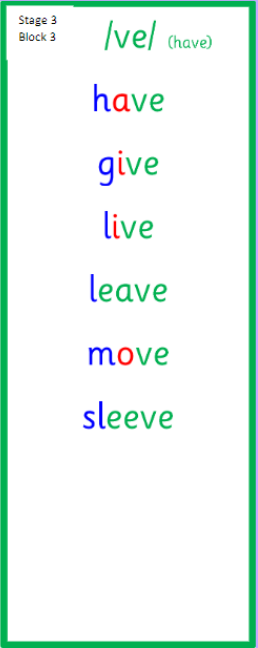 Stage 3
Block 3
/ve/ (have)
have
give
live
leave
move
sleeve